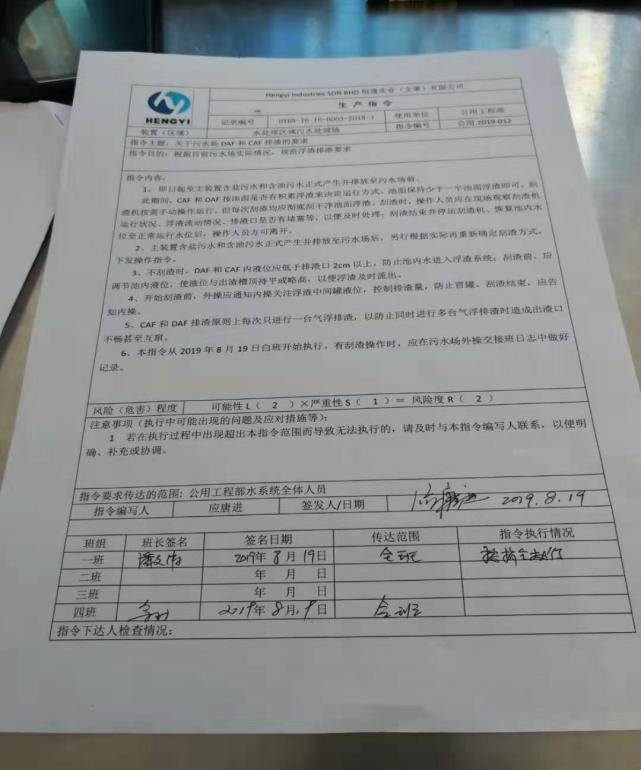 HENGYI
Hengyi Industries SDN BHD 恒逸实业（文莱）有限公司
生 产 指 令
记录编号
使用单位 公用工程部
装置（区域） 水处理区域污水处理场 指令编号 公用 2019-012
指令主题：关于污水场 DAF 和 CAF 排渣的要求
指令目的：根据目前污水场实际情况，规范浮渣排渣要求
指令内容：
1、即日起至主装置含盐污水和含油污水正式产生并排放至污水场前，
此期间，CAF 和 DAF 按池面是否有积累浮渣来决定运行方式，池面保持少于一半池面浮渣即可，刮
渣机按需手动操作运行，但每次刮渣均应彻底刮干净池面浮渣。刮渣时，操作人员应在现场观察刮渣机
运行状况、浮渣流动情况、排渣口是否有堵塞等，以便及时处理，刮渣结束并停运刮渣机、恢复池内水
位至正常运行水位后，操作人员方可离开。
2、主装置含盐污水和含油污水正式产生并排放至污水场后，另行根据实际再重新确定刮渣方式，
下发操作指令。
3、不刮渣时，DAF 和 CAF 内液位应低于排渣口 2cm 以上，防止池内水进入浮渣系统；刮渣前，应
调节池内液位，使液位与出渣槽顶持平或略高，以便浮渣及时流出。
4、开始刮渣前，外操应通知内操关注浮渣中间罐液位，控制排渣量，防止冒罐。刮渣结束，应告
知内操。
5、CAF 和 DAF 排渣原则上每次只进行一台气浮排渣，以防止同时进行多台气浮排渣时造成出渣口
不畅甚至互窜。
6、本指令从 2019 年 8 月 19 日白班开始执行。有刮渣操作时，应在污水场外操交接班日志中做好
记录。
风险（危害）程度 可能性 L（ 2 ）×严重性 S（ 1 ）＝ 风险度 R（ 2 ）
注意事项（执行中可能出现的问题及应对措施等）：
1 若在执行过程中出现超出本指令范围而导致无法执行的，请及时与本指令编写人联系，以便明
确、补充或协调。
指令要求传达的范围: 公用工程部水系统全体人员
指令编写人 应唐进 签发人/日期 2019.8.19
班组 班长签名 签名日期 传达范围 指令执行情况
一班 2019年 8 月 19日 全班
二班 年 月 日
三班 年 月 日
四班 2019年 8月19日 全班
指令下达人检查情况：